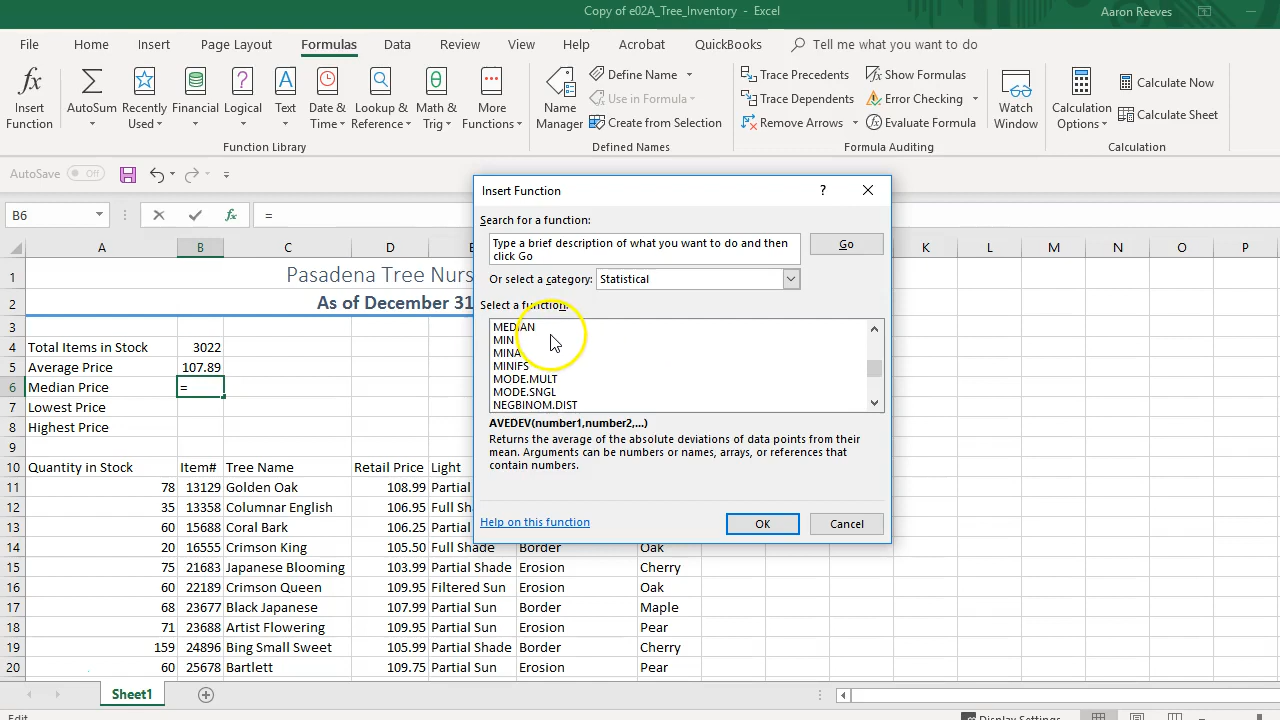 Copy of e02A_Tree_Inventory - Excel
Aaron Reeves
File Home Insert Page Layout Formulas Data Review View Help Acrobat QuickBooks Tell me what you want to do
Insert Function
AutoSum
Recently Used
Financial
Logical
Text
Date & Time
Lookup & Reference
Math & Trig
More Functions
Function Library
Name Manager
Define Name
Use in Formula
Create from Selection
Defined Names
Trace Precedents
Trace Dependents
Remove Arrows
Show Formulas
Error Checking
Evaluate Formula
Formula Auditing
Watch Window
Calculation Options
Calculate Now
Calculate Sheet
Calculation
AutoSave Off
B6 fx =
Insert Function ?
Search for a function:
Type a brief description of what you want to do and then
click Go
Go
Or select a category: Statistical
Select a function:
MEDIAN
MIN
MINA
MINIFS
MODE.MULT
MODE.SNGL
NEGBINOM.DIST
AVEDEV(number1,number2,...)
Returns the average of the absolute deviations of data points from their
mean. Arguments can be numbers or names, arrays, or references that
contain numbers.
Help on this function
OK Cancel
A B C D E K L M N O P
1 Pasadena Tree Nurs
2 As of December 31
3
4 Total Items in Stock 3022
5 Average Price 107.89
6 Median Price =
7 Lowest Price
8 Highest Price
9
10 Quantity in Stock Item# Tree Name Retail Price Light
11 78 13129 Golden Oak 108.99 Partial
12 35 13358 Columnar English 106.95 Full Sha
13 60 15688 Coral Bark 106.25 Partial
14 20 16555 Crimson King 105.50 Full Shade Border Oak
15 75 21683 Japanese Blooming 103.99 Partial Shade Erosion Cherry
16 60 22189 Crimson Queen 109.95 Filtered Sun Erosion Oak
17 68 23677 Black Japanese 107.99 Partial Sun Border Maple
18 71 23688 Artist Flowering 109.95 Partial Sun Erosion Pear
19 159 24896 Bing Small Sweet 105.99 Partial Shade Border Cherry
20 60 25678 Bartlett 109.75 Partial Sun Erosion Pear
Sheet1
Edit
Display Settings